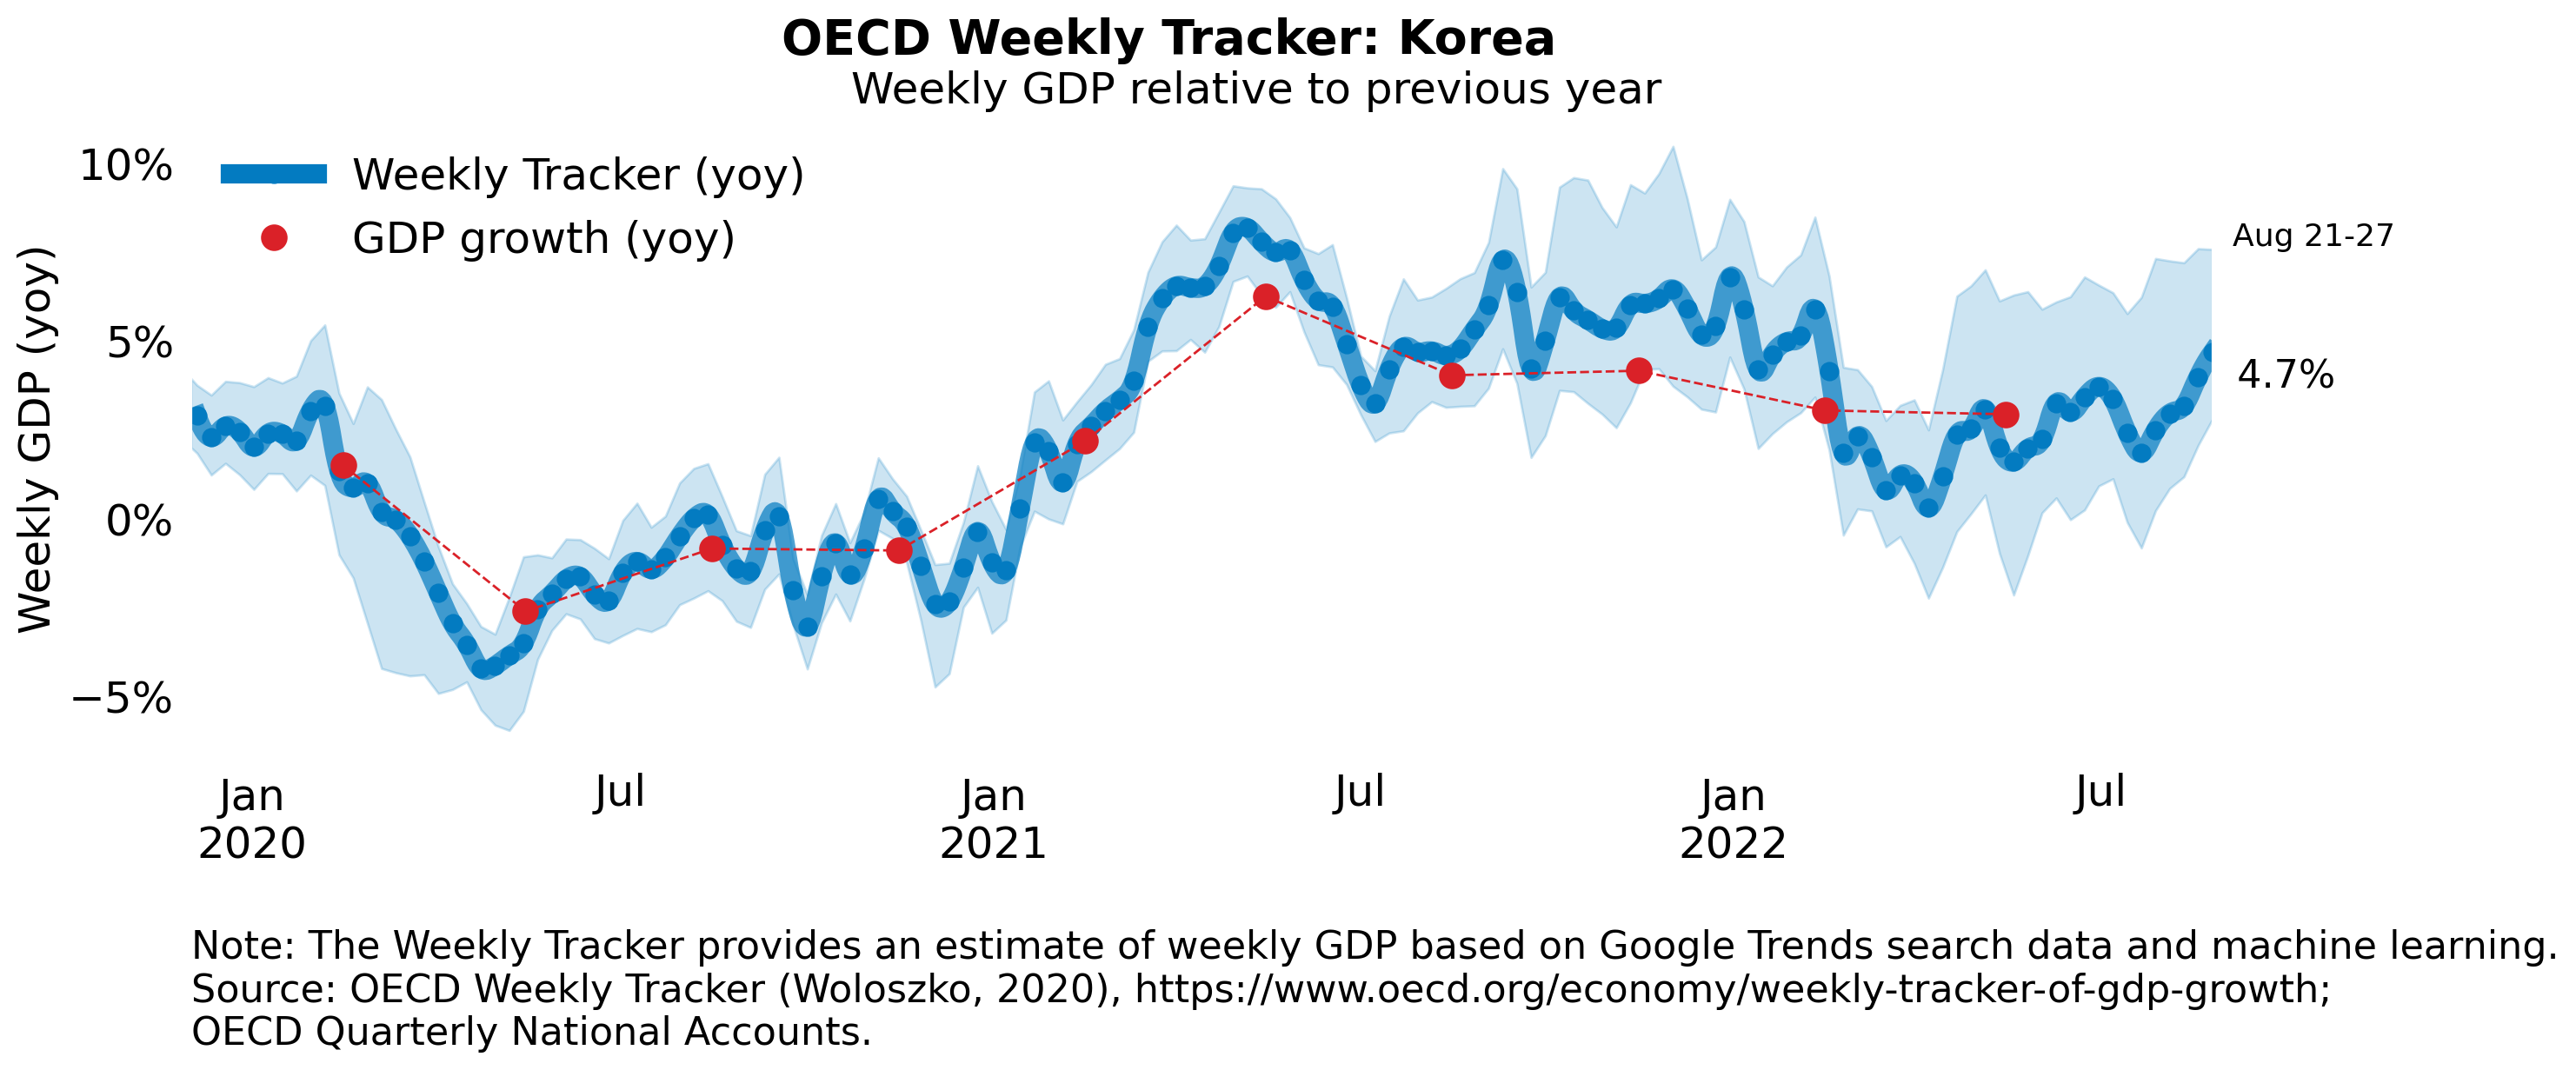 OECD Weekly Tracker: Korea
Weekly GDP relative to previous year
Weekly GDP (yoy)
10%
5%
0%
−5%
Weekly Tracker (yoy)
GDP growth (yoy)
Aug 21-27
4.7%
Jan
2020
Jul
Jan
2021
Jul
Jan
2022
Jul
Note: The Weekly Tracker provides an estimate of weekly GDP based on Google Trends search data and machine learning.
Source: OECD Weekly Tracker (Woloszko, 2020), https://www.oecd.org/economy/weekly-tracker-of-gdp-growth;
OECD Quarterly National Accounts.